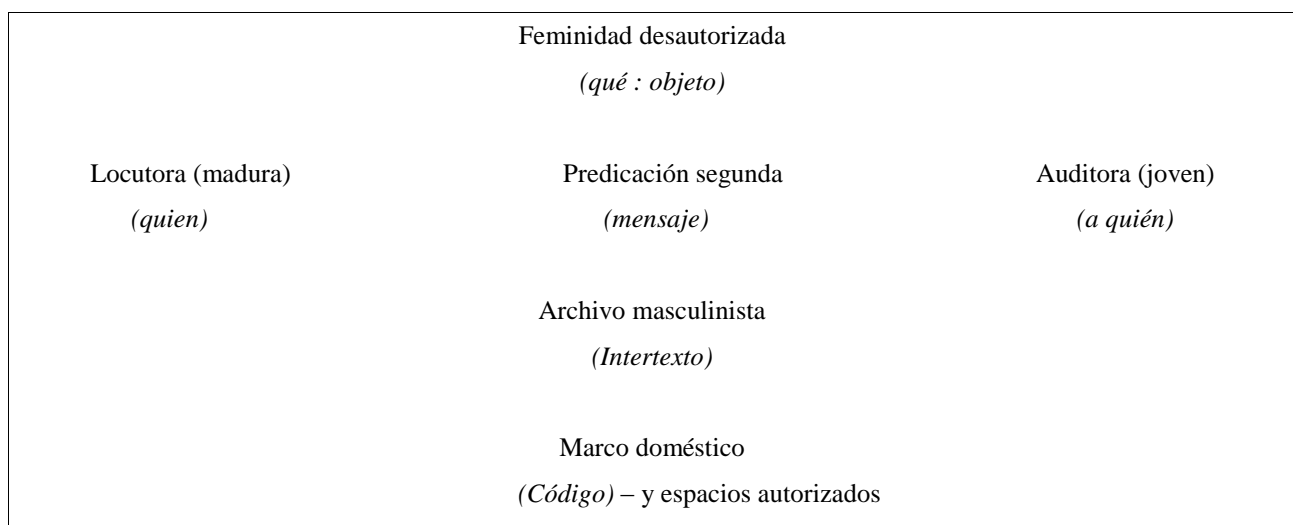 Feminidad desautorizada
(qué : objeto)
Locutora (madura) Predicación segunda Auditora (joven)
(quien) (mensaje) (a quién)
Archivo masculinista
(Intertexto)
Marco doméstico
(Código) – y espacios autorizados